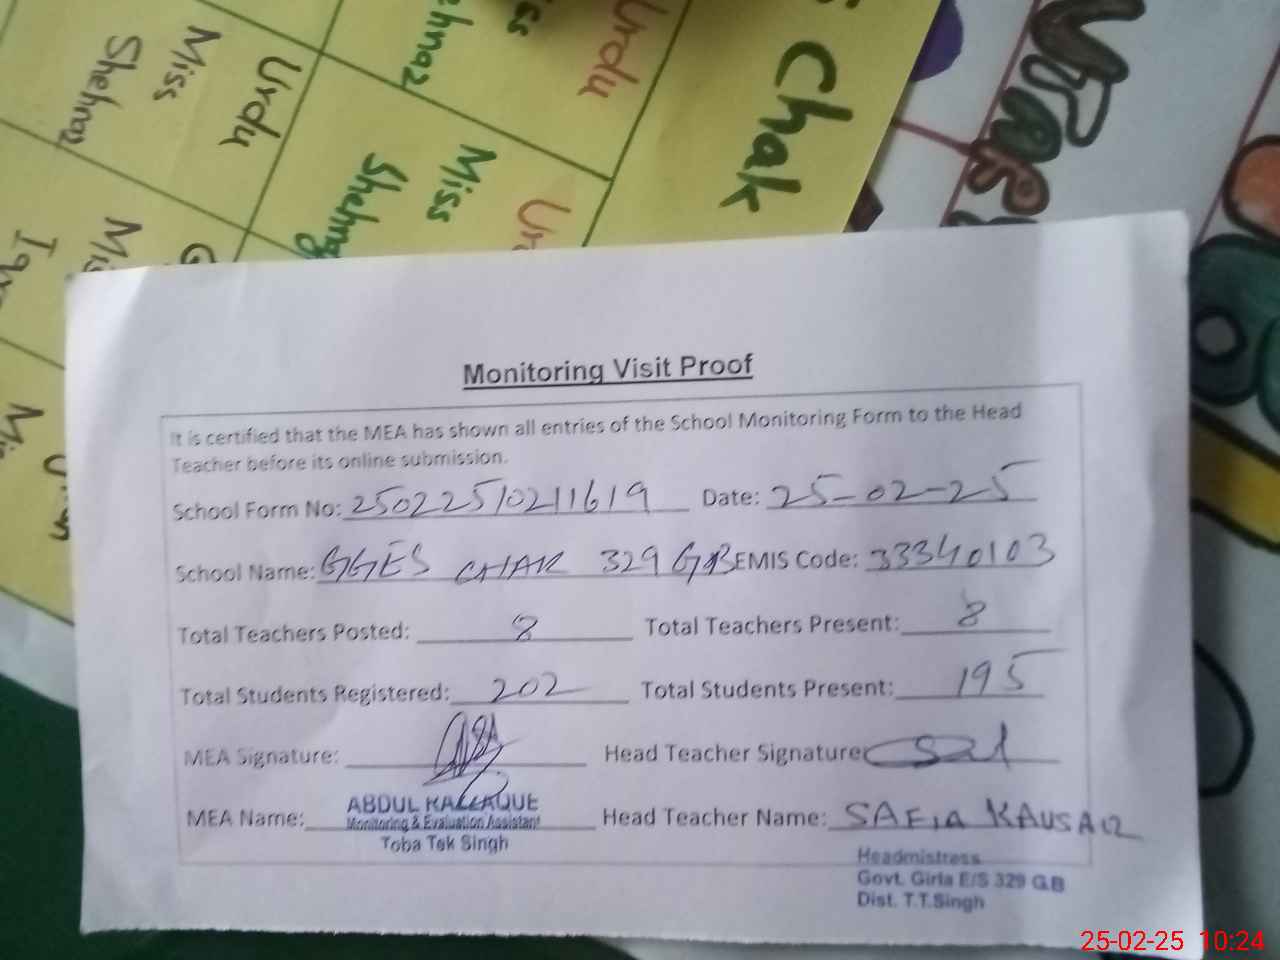 Chak
Urdu
Miss
Shehnaz
Urdu
Miss
Shehnaz
Monitoring Visit Proof
It is certified that the MEA has shown all entries of the School Monitoring Form to the Head
Teacher before its online submission.
School Form No: 25022510211619 Date: 25-02-25
School Name: GGES CHAK 329 GB EMIS Code: 33340103
Total Teachers Posted: 8 Total Teachers Present: 8
Total Students Registered: 202 Total Students Present: 195
MEA Signature: Head Teacher Signature
MEA Name: ABDUL RAZZAQUE Head Teacher Name: SAFIA KAUSAR
Monitoring & Evaluation Assistant
Toba Tek Singh
Headmistress
Govt. Girls E/S 329 G.B
Dist. T.T.Singh
25-02-25 10:24